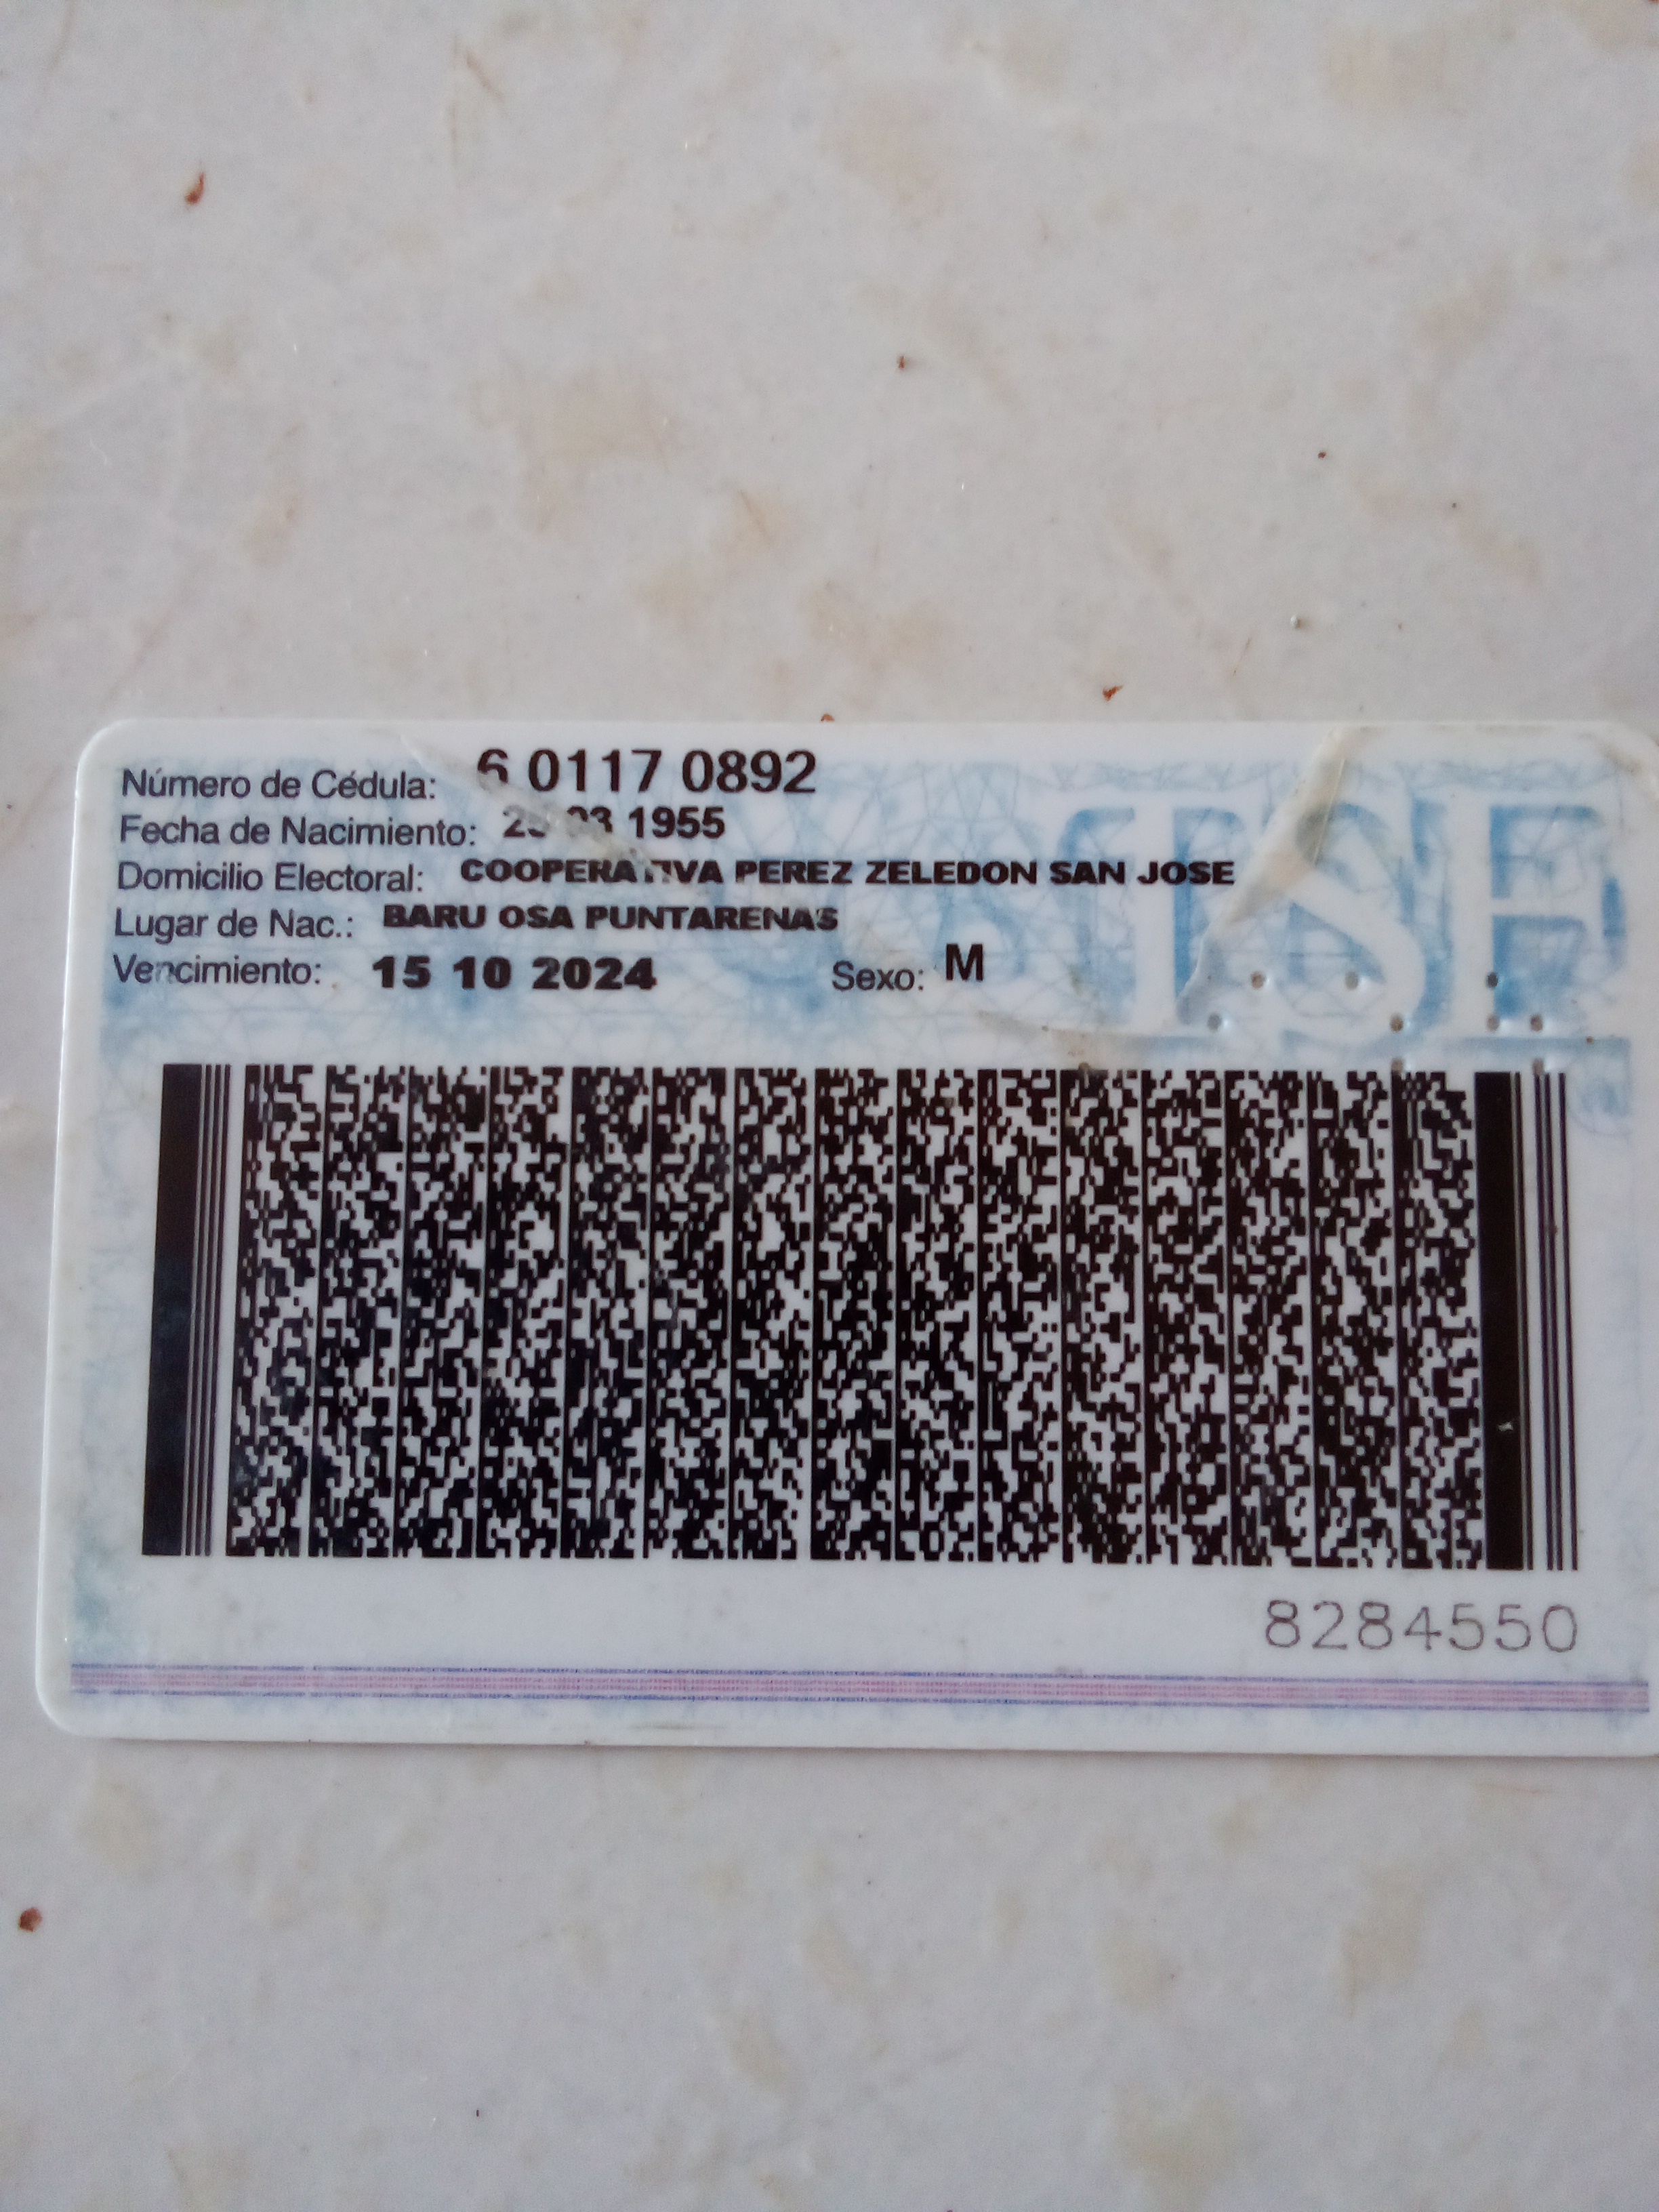 Número de Cédula: 6 0117 0892
Fecha de Nacimiento: 1955
Domicilio Electoral: COOPERATIVA PEREZ ZELEDON SAN JOSE
Lugar de Nac.: BARU OSA PUNTARENAS
Vencimiento: 15 10 2024 Sexo: M
TSE
8284550